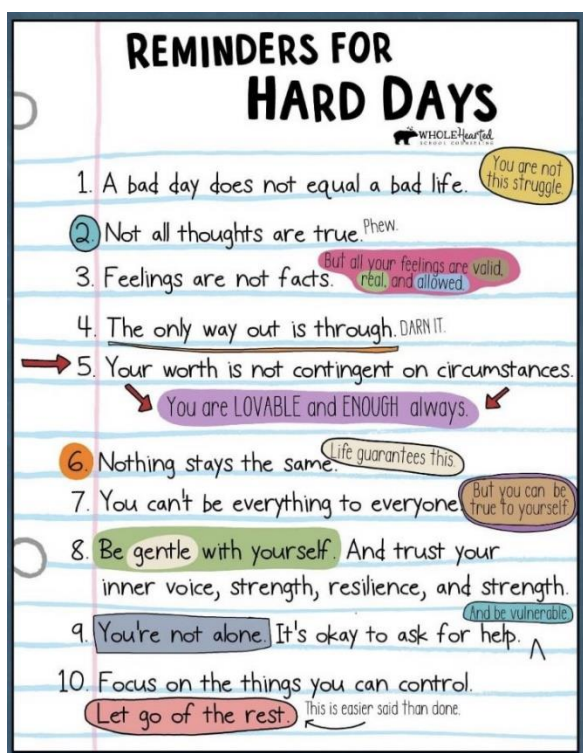 REMINDERS FOR
HARD DAYS
WHOLEHearted
SCHOOL COUNSELING
1. A bad day does not equal a bad life.
You are not
this struggle.
2. Not all thoughts are true. Phew.
3. Feelings are not facts.
But all your feelings are valid,
real, and allowed.
4. The only way out is through. DARN IT.
5. Your worth is not contingent on circumstances.
You are LOVABLE and ENOUGH always.
6. Nothing stays the same. Life guarantees this.
7. You can't be everything to everyone.
But you can be
true to yourself.
8. Be gentle with yourself. And trust your
inner voice, strength, resilience, and strength.
And be vulnerable
9. You're not alone. It's okay to ask for help.
10. Focus on the things you can control.
Let go of the rest. This is easier said than done.